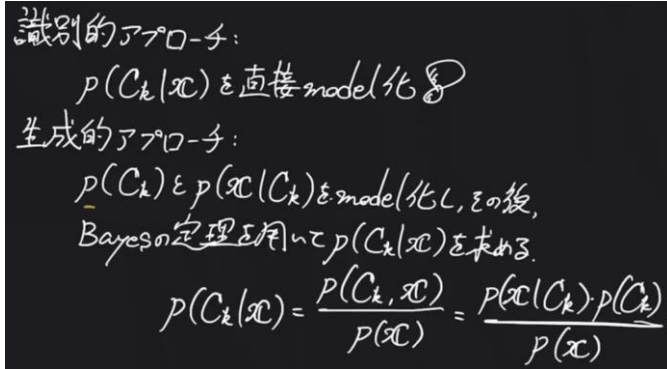 識別的アプローチ:
p(Ck|x)を直接model化
生成的アプローチ:
p(Ck)とp(x|Ck)をmodel化し,その後,
Bayesの定理を用いてp(Ck|x)を求める.
p(Ck|x) = p(Ck, x) / p(x) = p(x|Ck)・p(Ck) / p(x)